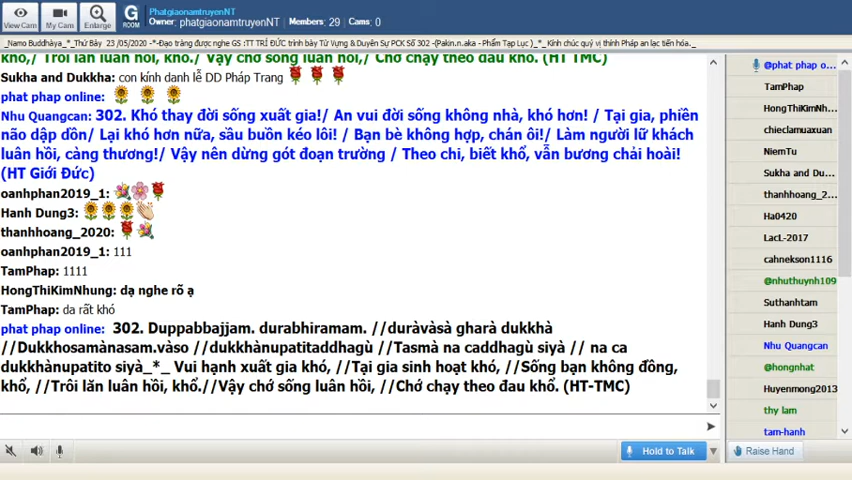 View Cam
My Cam
Enlarge
G
ROOM
PhatgiaonamtruyenNT
Owner: phatgiaonamtruyenNT Members: 29 Cams: 0
_Namo Buddhàya_*_Thứ Bảy 23 /05/2020 -*-Đạo tràng được nghe GS :TT TRÍ ĐỨC trình bày Từ Vựng & Duyên Sự PCK Số 302 -(Pakin.n.aka - Phẩm Tạp Lục )_*_Kính chúc quý vị thính Pháp an lạc tiến hóa._
khó,/ Trôi lăn luân hồi, khổ./ Vậy chớ sống luân hồi,/ Chớ chạy theo đau khổ. (HT TMC)
Sukha and Dukkha: con kính danh lễ DD Pháp Trang
phat phap online:
Nhu Quangcan: 302. Khó thay đời sống xuất gia!/ An vui đời sống không nhà, khó hơn! / Tại gia, phiền
não dập dồn/ Lại khó hơn nữa, sầu buồn kéo lôi!/ Bạn bè không hợp, chán ôi!/ Làm người lữ khách
luân hồi, càng thương!/ Vậy nên dừng gót đoạn trường / Theo chi, biết khổ, vẫn bương chải hoài!
(HT Giới Đức)
oanhphan2019_1:
Hanh Dung3:
thanhhoang_2020:
oanhphan2019_1: 111
TamPhap: 1111
HongThiKimNhung: dạ nghe rõ ạ
TamPhap: da rất khó
phat phap online: 302. Duppabbajjam. durabhiramam. //duràvàsà gharà dukkhà
//Dukkhosamànasam.vàso //dukkhànupatitaddhagù //Tasmà na caddhagù siyà // na ca
dukkhànupatito siyà_*_ Vui hạnh xuất gia khó, //Tại gia sinh hoạt khó, //Sống bạn không đồng,
khổ, //Trôi lăn luân hồi, khổ.//Vậy chớ sống luân hồi, //Chớ chạy theo đau khổ. (HT-TMC)
@phat phap o...
TamPhap
HongThiKimNh...
chieclamuaxuan
NiemTu
Sukha and Du...
thanhhoang_2...
Ha0420
LacL-2017
cahnekson1116
@nhuthuynh109
Suthanhtam
Hanh Dung3
Nhu Quangcan
@hongnhat
Huyenmong2013
thy lam
tam-hanh
Hold to Talk
Raise Hand